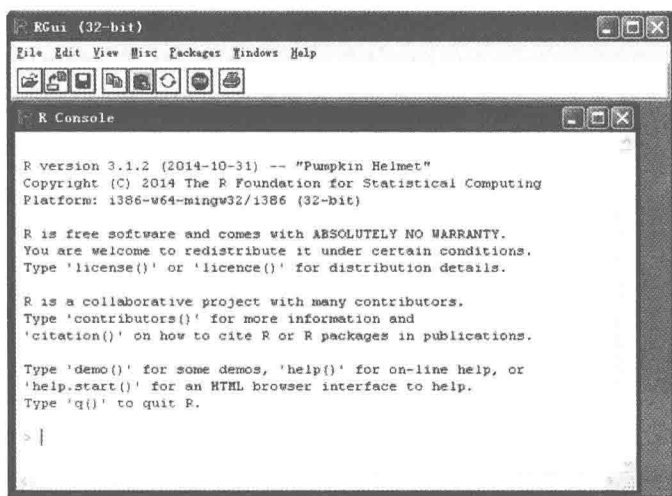 RGui (32-bit)
File Edit View Misc Packages Windows Help
STOP
R Console
R version 3.1.2 (2014-10-31) -- "Pumpkin Helmet"
Copyright (C) 2014 The R Foundation for Statistical Computing
Platform: i386-w64-mingw32/i386 (32-bit)
R is free software and comes with ABSOLUTELY NO WARRANTY.
You are welcome to redistribute it under certain conditions.
Type 'license()' or 'licence()' for distribution details.
R is a collaborative project with many contributors.
Type 'contributors()' for more information and
'citation()' on how to cite R or R packages in publications.
Type 'demo()' for some demos, 'help()' for on-line help, or
'help.start()' for an HTML browser interface to help.
Type 'q()' to quit R.
>